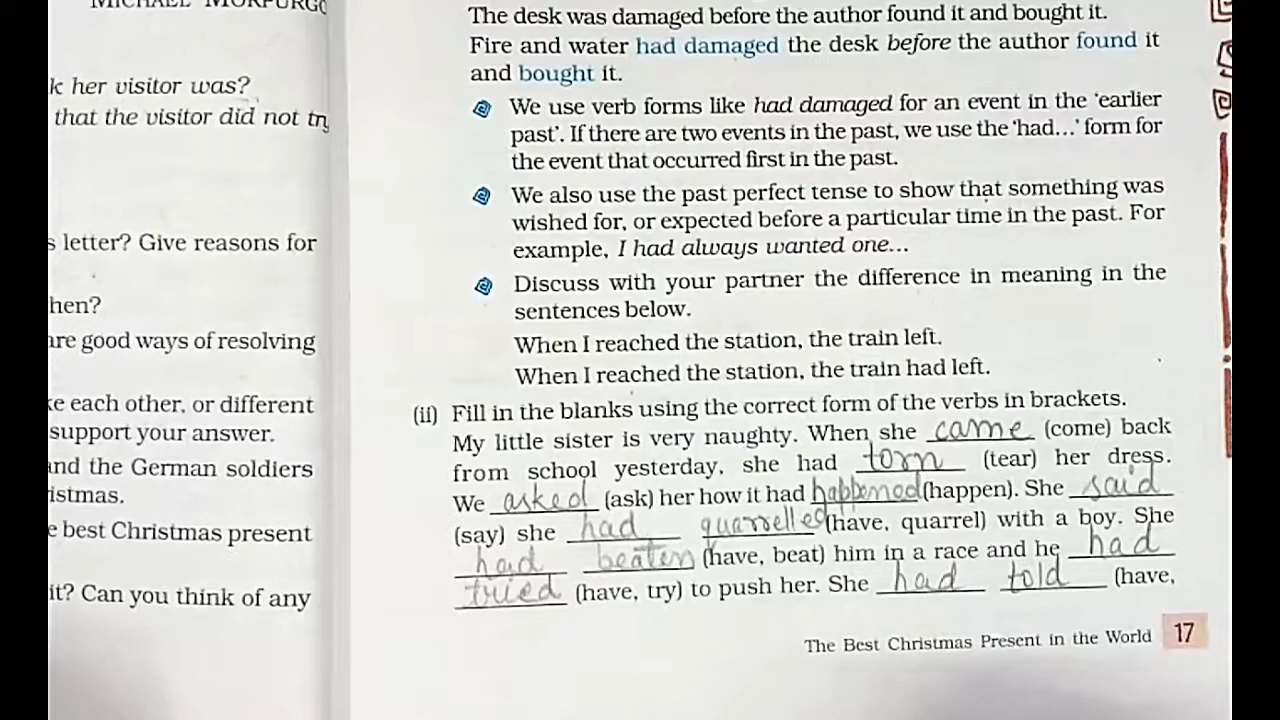 MICHAEL MORPURGO
k her visitor was?
that the visitor did not try
s letter? Give reasons for
hen?
are good ways of resolving
ke each other, or different
support your answer.
and the German soldiers
istmas.
e best Christmas present
it? Can you think of any
The desk was damaged before the author found it and bought it.
Fire and water had damaged the desk before the author found it
and bought it.
We use verb forms like had damaged for an event in the ‘earlier
past’. If there are two events in the past, we use the ‘had...’ form for
the event that occurred first in the past.
We also use the past perfect tense to show that something was
wished for, or expected before a particular time in the past. For
example, I had always wanted one...
Discuss with your partner the difference in meaning in the
sentences below.
When I reached the station, the train left.
When I reached the station, the train had left.
(ii) Fill in the blanks using the correct form of the verbs in brackets.
My little sister is very naughty. When she came (come) back
from school yesterday, she had torn (tear) her dress.
We asked (ask) her how it had happened (happen). She said
(say) she had quarrelled (have, quarrel) with a boy. She
had beaten (have, beat) him in a race and he had
tried (have, try) to push her. She had told (have,
The Best Christmas Present in the World 17